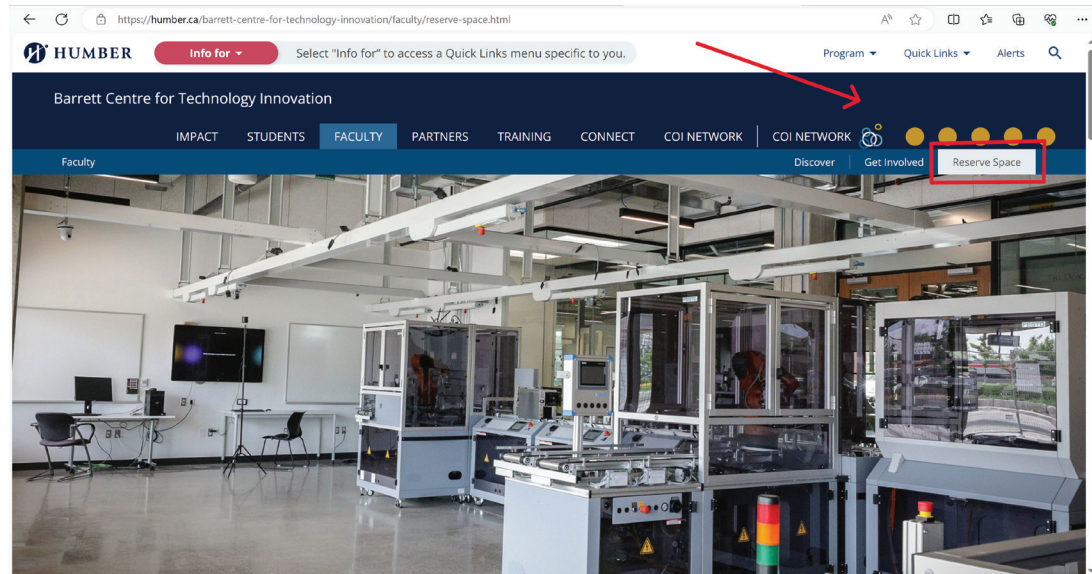 https://humber.ca/barrett-centre-for-technology-innovation/faculty/reserve-space.html
HUMBER Info for Select "Info for" to access a Quick Links menu specific to you. Program Quick Links Alerts
Barrett Centre for Technology Innovation
IMPACT STUDENTS FACULTY PARTNERS TRAINING CONNECT COI NETWORK COI NETWORK
Faculty Discover Get Involved Reserve Space
FESTO